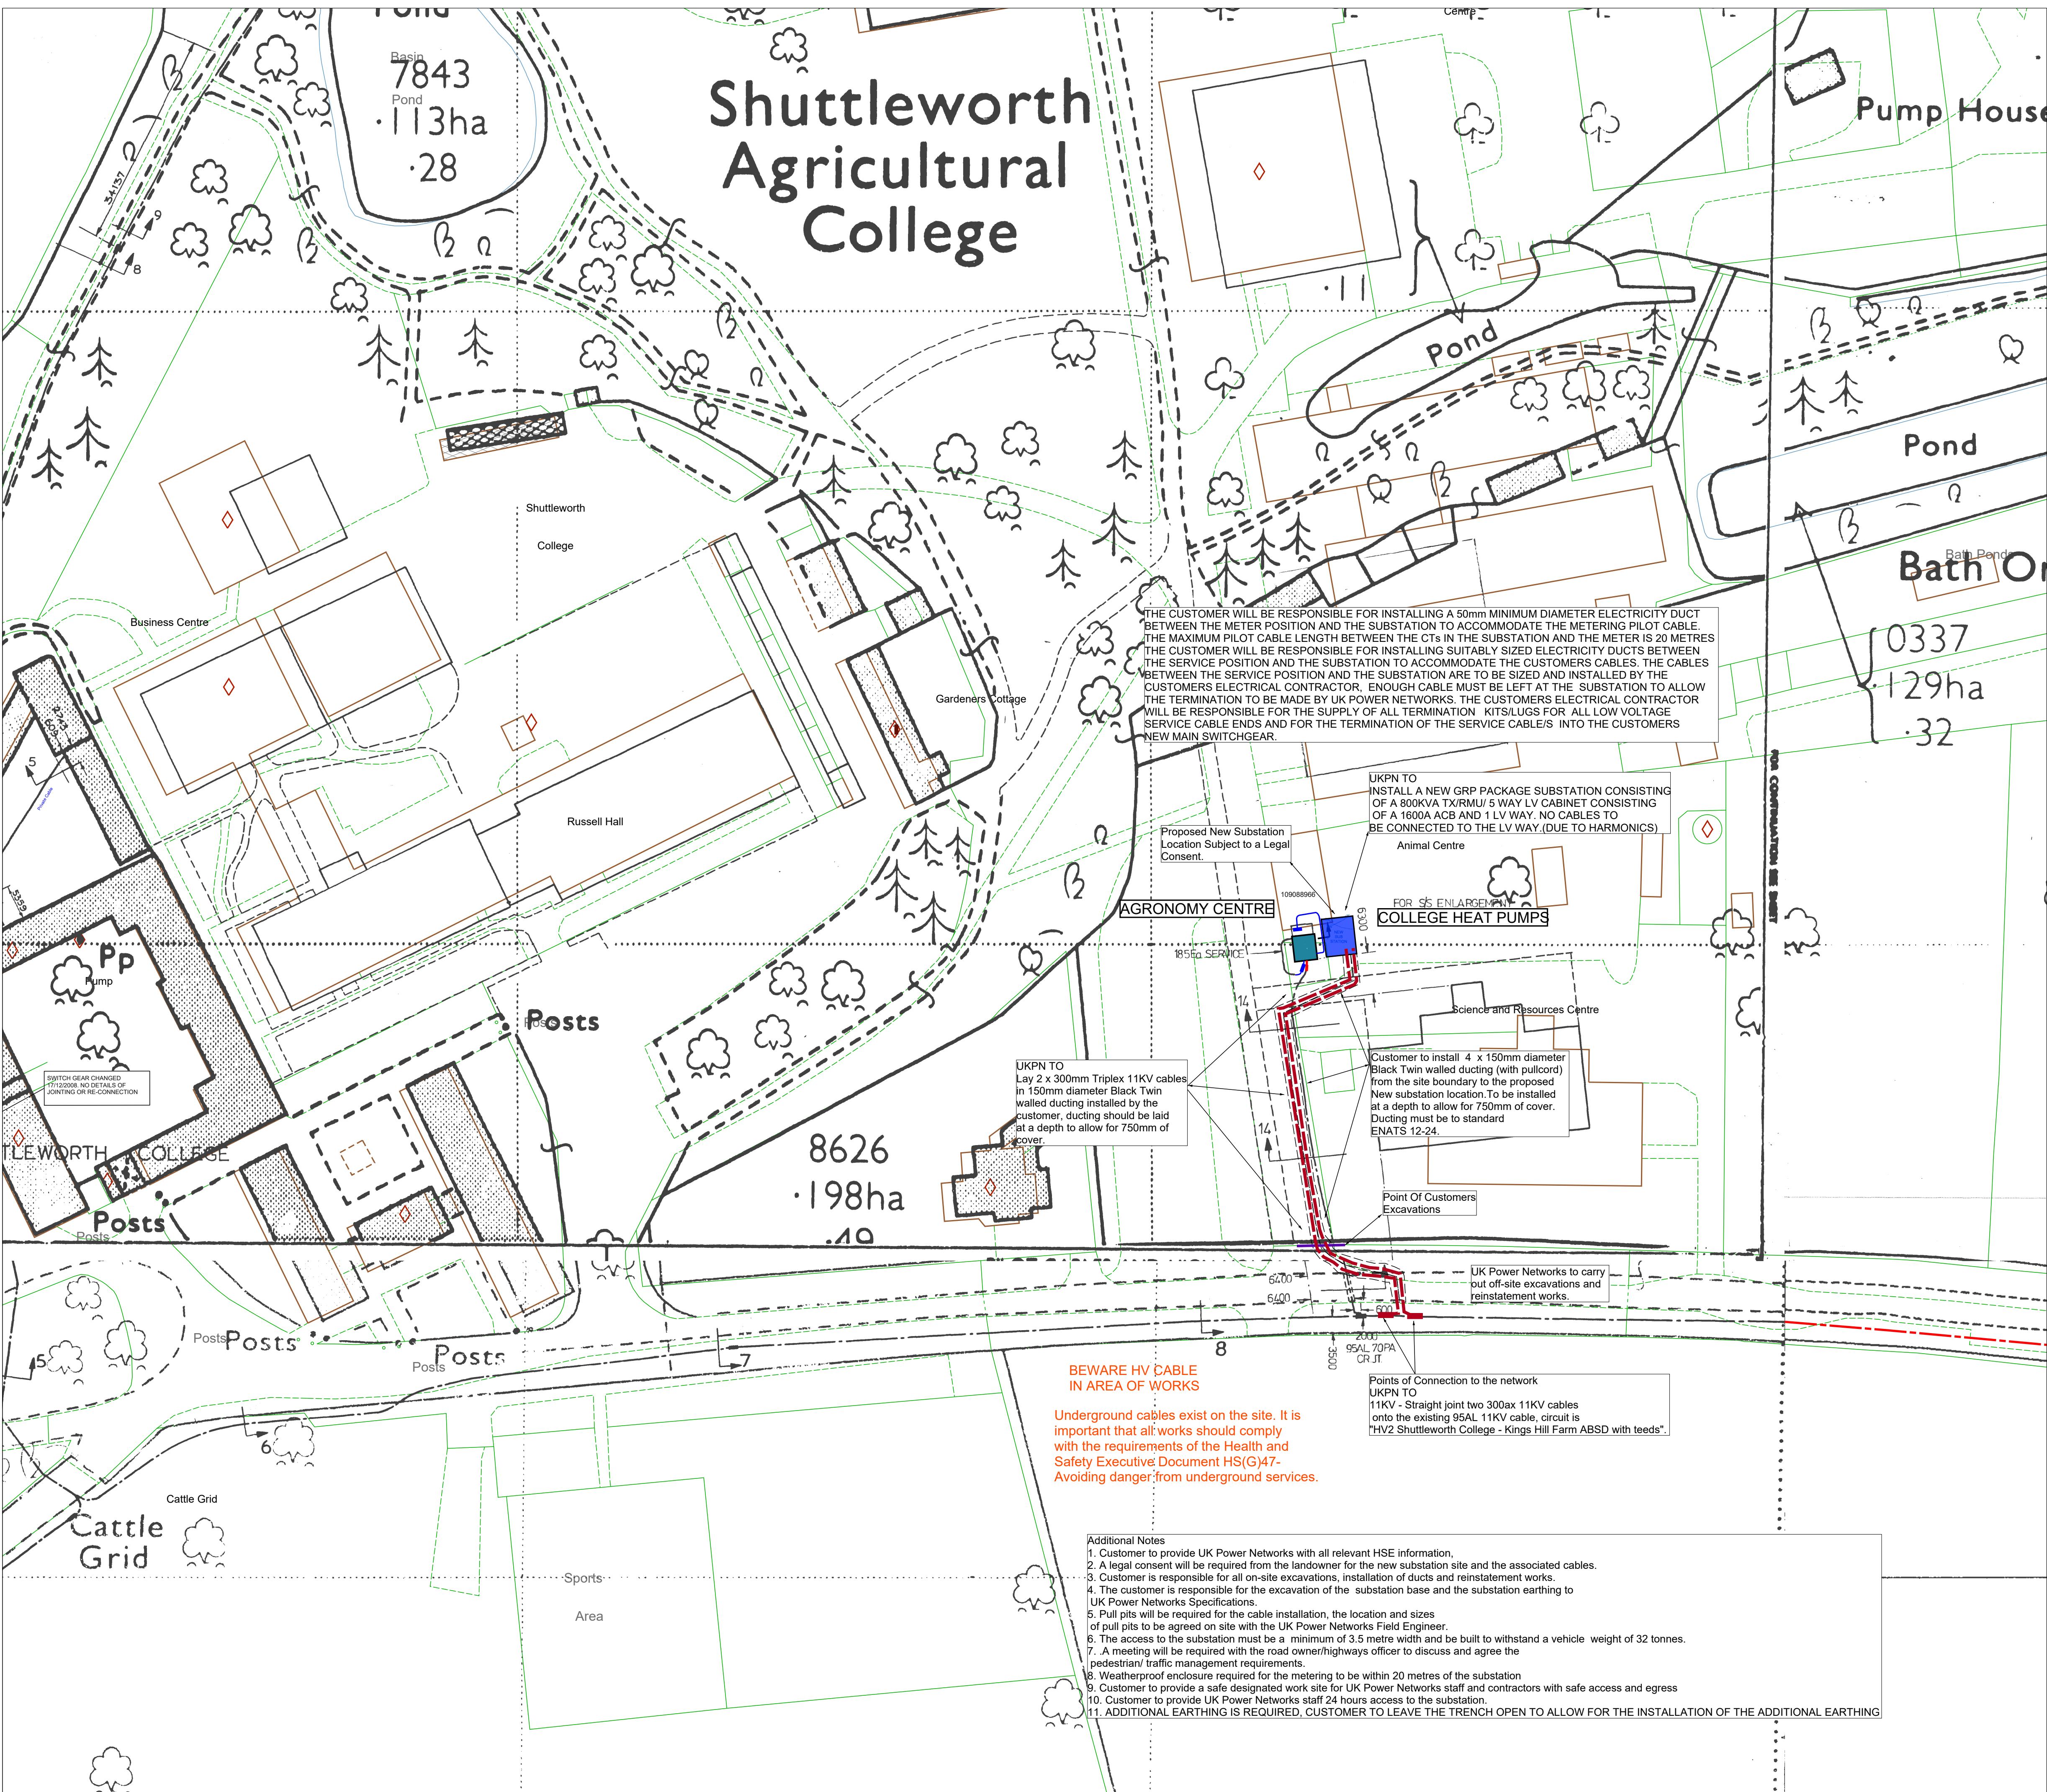 Pond
Centre
Basin
7843
Pond
·113ha
·28
Shuttleworth
Agricultural
College
Pump House
34137
9
8
·11
Pond
Pond
Bath Ponds
Bath Or
0337
·129ha
·32
Shuttleworth
College
Business Centre
Gardeners Cottage
Russell Hall
5
Private Cable
THE CUSTOMER WILL BE RESPONSIBLE FOR INSTALLING A 50mm MINIMUM DIAMETER ELECTRICITY DUCT
BETWEEN THE METER POSITION AND THE SUBSTATION TO ACCOMMODATE THE METERING PILOT CABLE.
THE MAXIMUM PILOT CABLE LENGTH BETWEEN THE CTs IN THE SUBSTATION AND THE METER IS 20 METRES
THE CUSTOMER WILL BE RESPONSIBLE FOR INSTALLING SUITABLY SIZED ELECTRICITY DUCTS BETWEEN
THE SERVICE POSITION AND THE SUBSTATION TO ACCOMMODATE THE CUSTOMERS CABLES. THE CABLES
BETWEEN THE SERVICE POSITION AND THE SUBSTATION ARE TO BE SIZED AND INSTALLED BY THE
CUSTOMERS ELECTRICAL CONTRACTOR, ENOUGH CABLE MUST BE LEFT AT THE SUBSTATION TO ALLOW
THE TERMINATION TO BE MADE BY UK POWER NETWORKS. THE CUSTOMERS ELECTRICAL CONTRACTOR
WILL BE RESPONSIBLE FOR THE SUPPLY OF ALL TERMINATION KITS/LUGS FOR ALL LOW VOLTAGE
SERVICE CABLE ENDS AND FOR THE TERMINATION OF THE SERVICE CABLE/S INTO THE CUSTOMERS
NEW MAIN SWITCHGEAR.
FOR CONTINUATION SEE SHEET
UKPN TO
INSTALL A NEW GRP PACKAGE SUBSTATION CONSISTING
OF A 800KVA TX/RMU/ 5 WAY LV CABINET CONSISTING
OF A 1600A ACB AND 1 LV WAY. NO CABLES TO
BE CONNECTED TO THE LV WAY.(DUE TO HARMONICS)
Proposed New Substation
Location Subject to a Legal
Consent.
Animal Centre
109088966
FOR S/S ENLARGEMENT
AGRONOMY CENTRE
COLLEGE HEAT PUMPS
6300
185Ea SERVICE
5559
Pp
Pump
Posts
Posts
14
Science and Resources Centre
SWITCH GEAR CHANGED
17/12/2008. NO DETAILS OF
JOINTING OR RE-CONNECTION
UKPN TO
Lay 2 x 300mm Triplex 11KV cables
in 150mm diameter Black Twin
walled ducting installed by the
customer, ducting should be laid
at a depth to allow for 750mm of
cover.
Customer to install 4 x 150mm diameter
Black Twin walled ducting (with pullcord)
from the site boundary to the proposed
New substation location.To be installed
at a depth to allow for 750mm of cover.
Ducting must be to standard
ENATS 12-24.
14
TLEWORTH COLLEGE
8626
·198ha
·49
Point Of Customers
Excavations
Posts
Posts
UK Power Networks to carry
out off-site excavations and
reinstatement works.
6400
6400
600
2000
95AL 70PA
CR JT
3500
Posts
Posts
Posts
Posts
5
7
8
6
BEWARE HV CABLE
IN AREA OF WORKS
Points of Connection to the network
UKPN TO
11KV - Straight joint two 300ax 11KV cables
onto the existing 95AL 11KV cable, circuit is
"HV2 Shuttleworth College - Kings Hill Farm ABSD with teeds".
Underground cables exist on the site. It is
important that all works should comply
with the requirements of the Health and
Safety Executive Document HS(G)47-
Avoiding danger from underground services.
Cattle Grid
Cattle
Grid
Sports
Area
Additional Notes
1. Customer to provide UK Power Networks with all relevant HSE information,
2. A legal consent will be required from the landowner for the new substation site and the associated cables.
3. Customer is responsible for all on-site excavations, installation of ducts and reinstatement works.
4. The customer is responsible for the excavation of the substation base and the substation earthing to
UK Power Networks Specifications.
5. Pull pits will be required for the cable installation, the location and sizes
of pull pits to be agreed on site with the UK Power Networks Field Engineer.
6. The access to the substation must be a minimum of 3.5 metre width and be built to withstand a vehicle weight of 32 tonnes.
7. .A meeting will be required with the road owner/highways officer to discuss and agree the
pedestrian/ traffic management requirements.
8. Weatherproof enclosure required for the metering to be within 20 metres of the substation
9. Customer to provide a safe designated work site for UK Power Networks staff and contractors with safe access and egress
10. Customer to provide UK Power Networks staff 24 hours access to the substation.
11. ADDITIONAL EARTHING IS REQUIRED, CUSTOMER TO LEAVE THE TRENCH OPEN TO ALLOW FOR THE INSTALLATION OF THE ADDITIONAL EARTHING